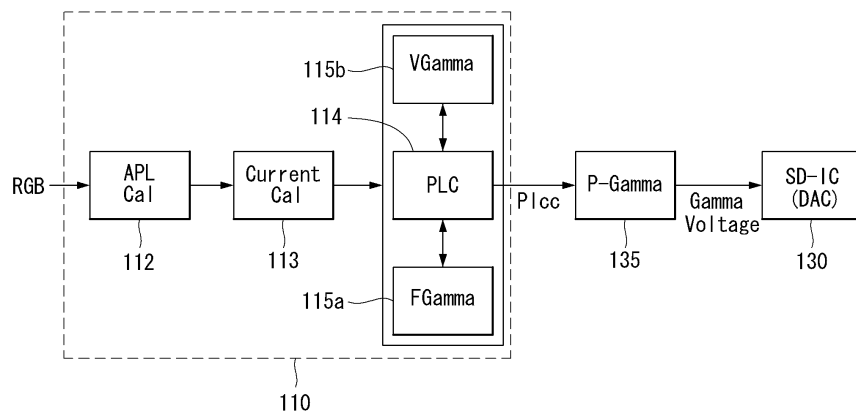 115b
VGamma
114
RGB
APL
Cal
112
Current
Cal
113
PLC
Plcc
P-Gamma
135
Gamma
Voltage
SD-IC
(DAC)
130
115a
FGamma
110